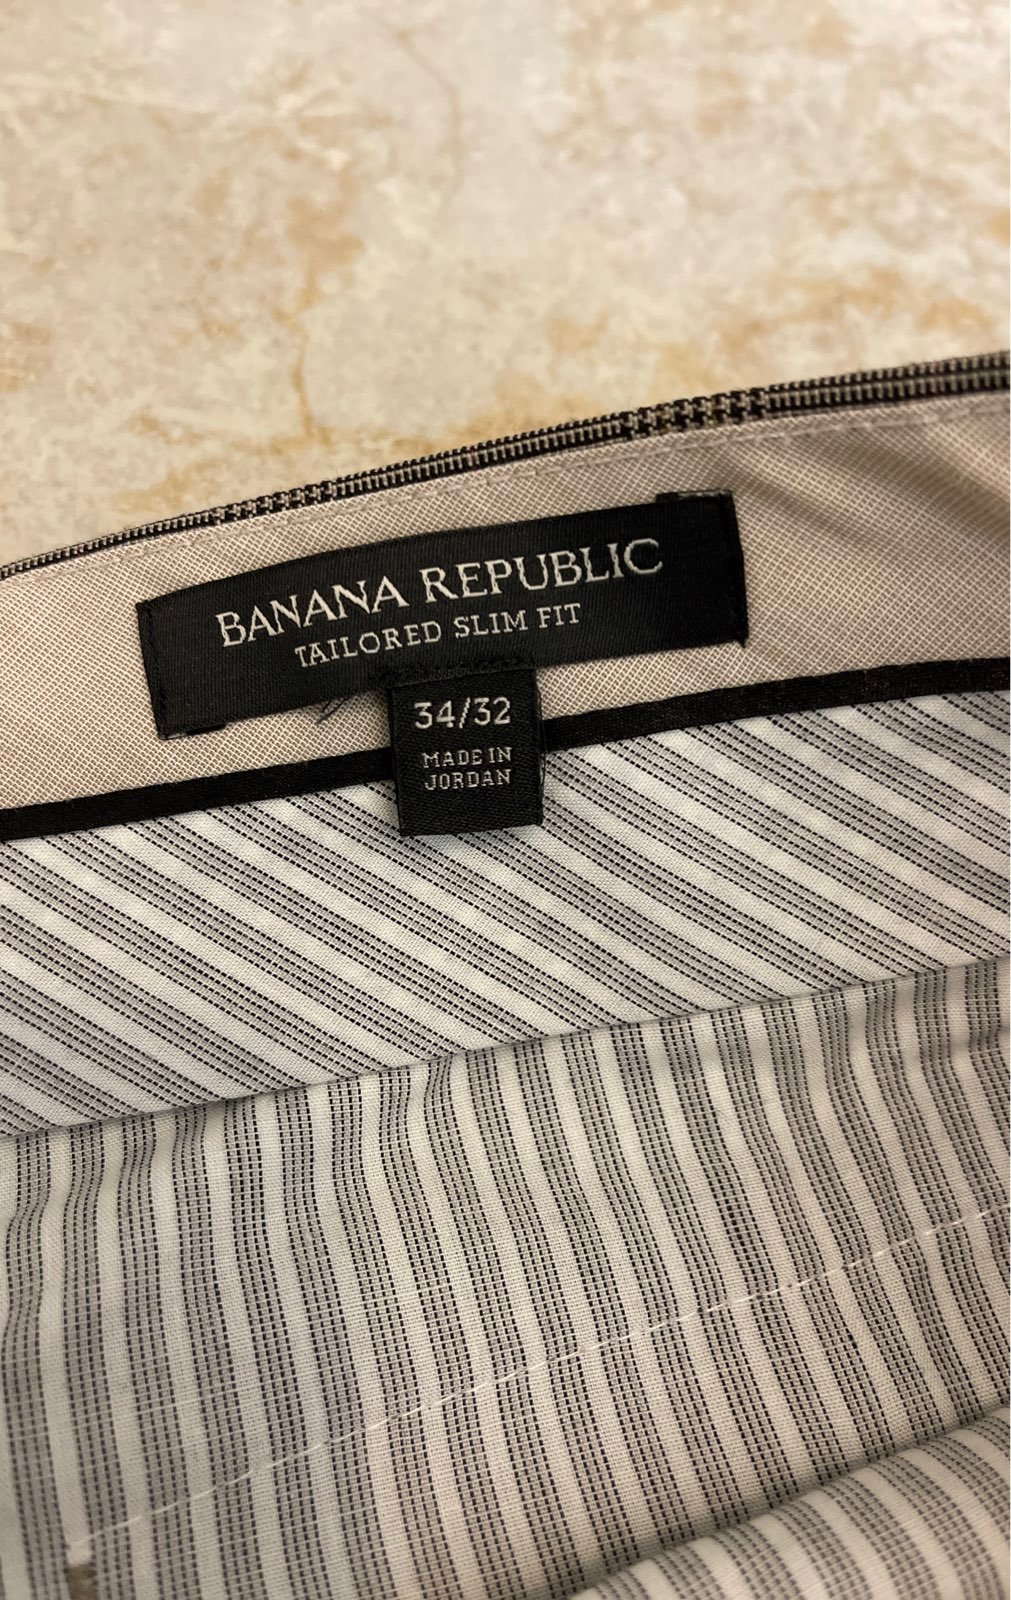 BANANA REPUBLIC
TAILORED SLIM FIT
34/32
MADE IN
JORDAN